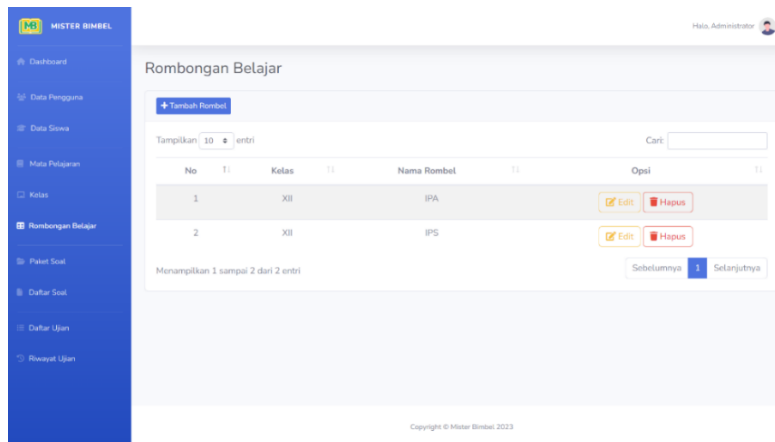 MB MISTER BIMBEL
Halo, Administrator
Dashboard
Data Pengguna
Data Siswa
Mata Pelajaran
Kelas
Rombongan Belajar
Paket Soal
Daftar Soal
Daftar Ujian
Riwayat Ujian
Rombongan Belajar
+ Tambah Rombel
Tampilkan 10 entri Cari:
No Kelas Nama Rombel Opsi
1 XII IPA Edit Hapus
2 XII IPS Edit Hapus
Menampilkan 1 sampai 2 dari 2 entri Sebelumnya 1 Selanjutnya
Copyright © Mister Bimbel 2023